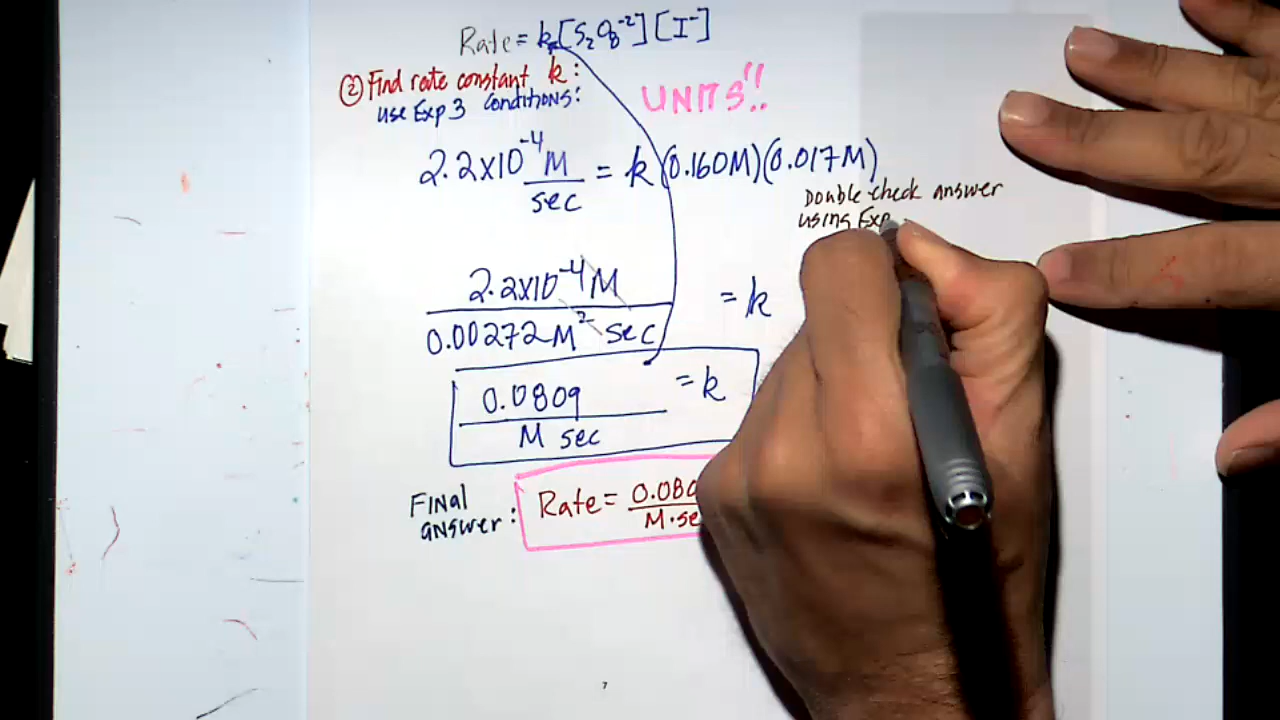 Rate = k[S₂O₈⁻²][I⁻]
② Find rate constant k:
use Exp 3 conditions:
UNITS!!
2.2x10⁻⁴ M/sec = k(0.160M)(0.017M)
Double check answer
using Exp
2.2x10⁻⁴ M
0.00272 M² sec
= k
0.0809
M sec
= k
Final
answer:
Rate = 0.080
M·se
7